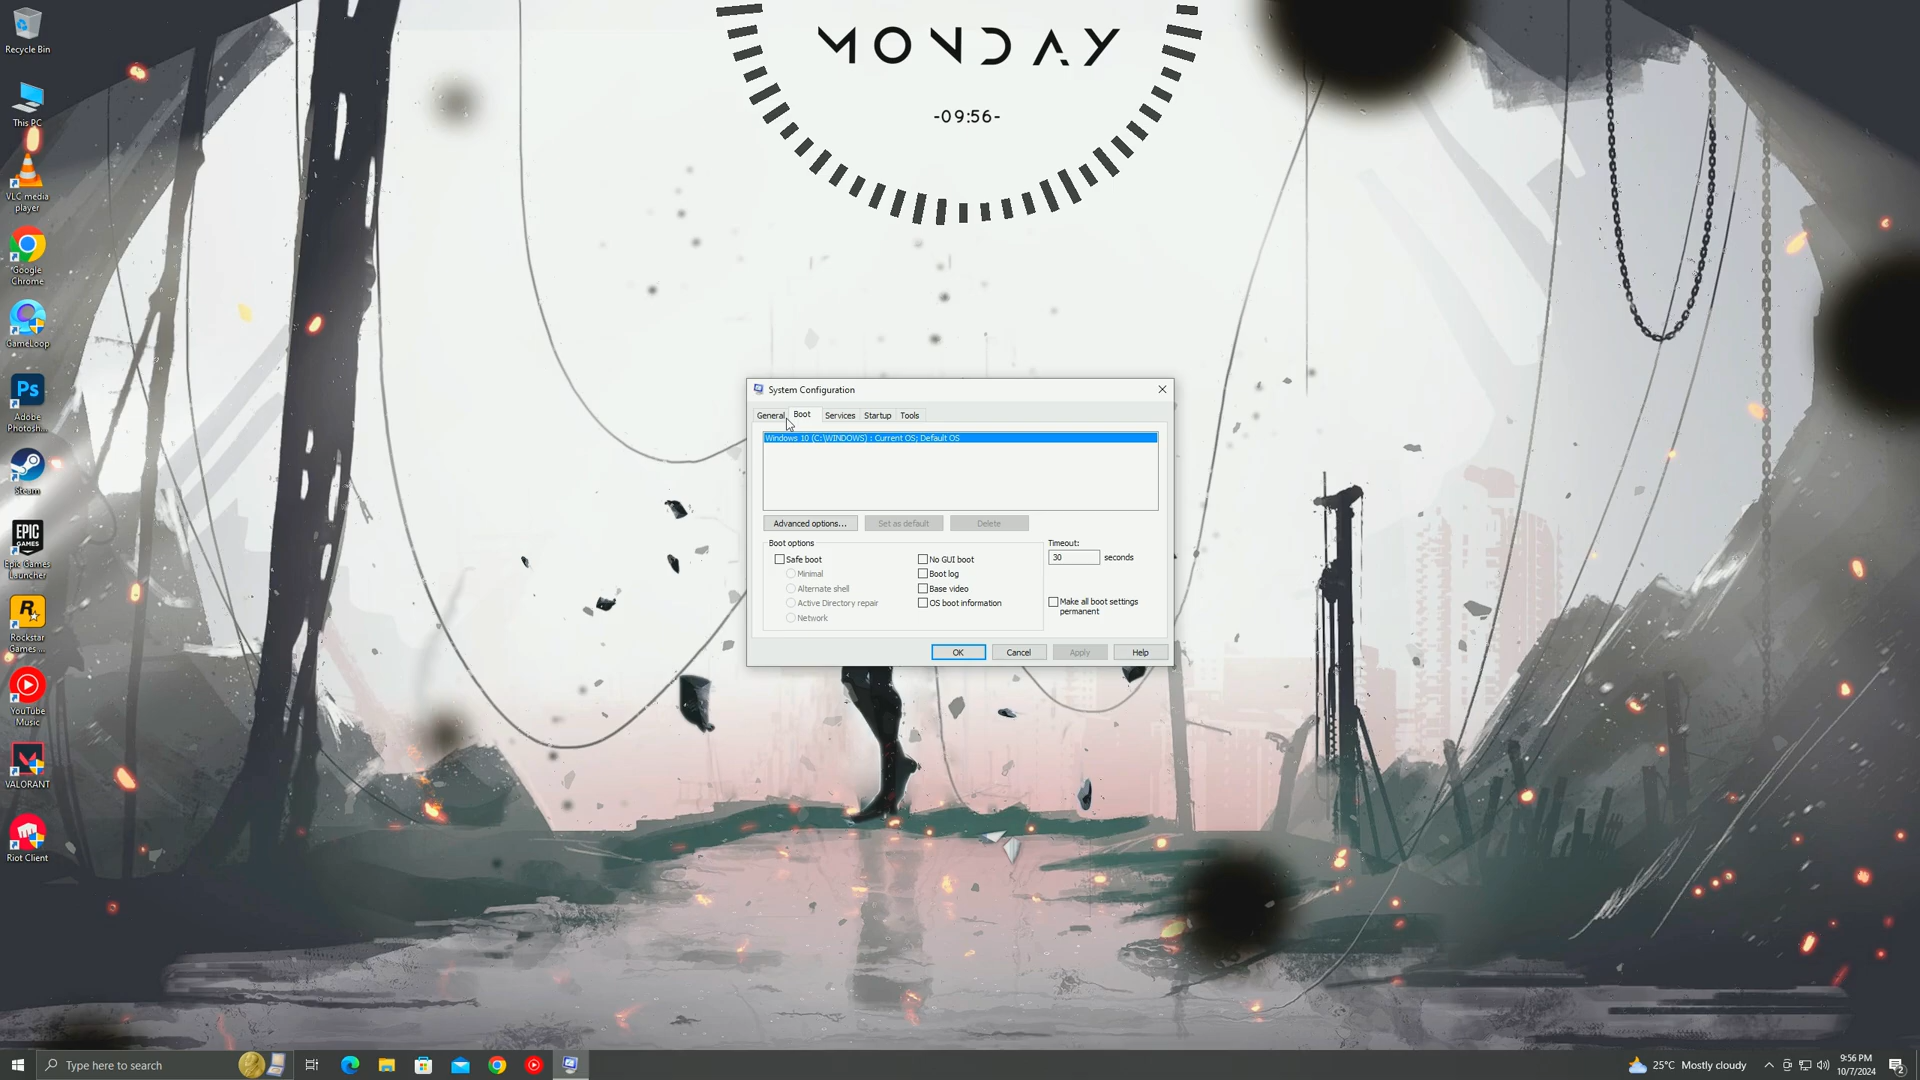 Recycle Bin
This PC
VLC media
player
Google
Chrome
GameLoop
Ps
Adobe
Photosh...
Steam
EPIC
GAMES
Epic Games
Launcher
R
Rockstar
Games ...
YouTube
Music
VALORANT
Riot Client
MONDAY
-09:56-
System Configuration
General
Boot
Services
Startup
Tools
Windows 10 (C:\WINDOWS) : Current OS; Default OS
Advanced options...
Set as default
Delete
Boot options
Safe boot
Minimal
Alternate shell
Active Directory repair
Network
No GUI boot
Boot log
Base video
OS boot information
Timeout:
30 seconds
Make all boot settings
permanent
OK
Cancel
Apply
Help
Type here to search
25°C Mostly cloudy
9:56 PM
10/7/2024
2